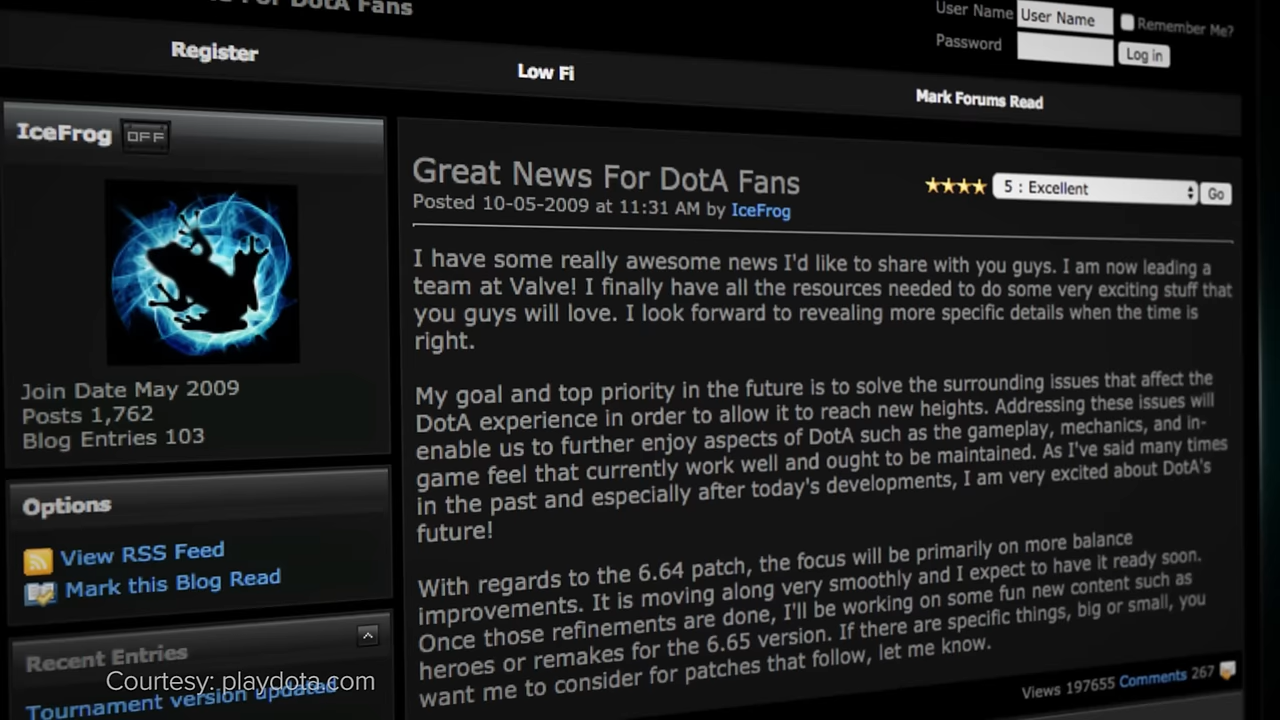 For DotA Fans
User Name
User Name
Remember Me?
Password
Log in
Register
Low Fi
Mark Forums Read
IceFrog
OFF
Join Date May 2009
Posts 1,762
Blog Entries 103
Options
View RSS Feed
Mark this Blog Read
Recent Entries
Tournament version updated
Courtesy: playdota.com
Great News For DotA Fans
5 : Excellent
Go
Posted 10-05-2009 at 11:31 AM by IceFrog
I have some really awesome news I'd like to share with you guys. I am now leading a
team at Valve! I finally have all the resources needed to do some very exciting stuff that
you guys will love. I look forward to revealing more specific details when the time is
right.
My goal and top priority in the future is to solve the surrounding issues that affect the
DotA experience in order to allow it to reach new heights. Addressing these issues will
enable us to further enjoy aspects of DotA such as the gameplay, mechanics, and in-
game feel that currently work well and ought to be maintained. As I've said many times
in the past and especially after today's developments, I am very excited about DotA's
future!
With regards to the 6.64 patch, the focus will be primarily on more balance
improvements. It is moving along very smoothly and I expect to have it ready soon.
Once those refinements are done, I'll be working on some fun new content such as
heroes or remakes for the 6.65 version. If there are specific things, big or small, you
want me to consider for patches that follow, let me know.
Views 197655 Comments 267